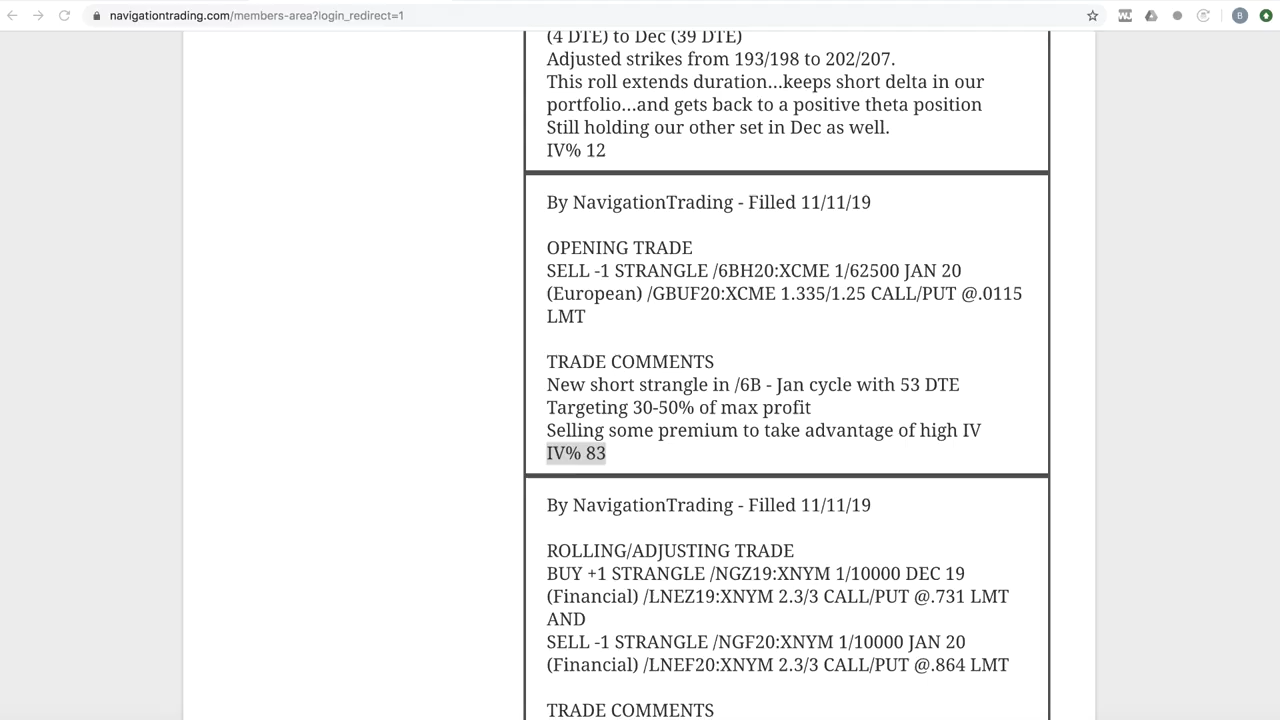 navigationtrading.com/members-area?login_redirect=1
(4 DTE) to Dec (39 DTE)
Adjusted strikes from 193/198 to 202/207.
This roll extends duration...keeps short delta in our
portfolio...and gets back to a positive theta position
Still holding our other set in Dec as well.
IV% 12
By NavigationTrading - Filled 11/11/19
OPENING TRADE
SELL -1 STRANGLE /6BH20:XCME 1/62500 JAN 20
(European) /GBUF20:XCME 1.335/1.25 CALL/PUT @.0115
LMT
TRADE COMMENTS
New short strangle in /6B - Jan cycle with 53 DTE
Targeting 30-50% of max profit
Selling some premium to take advantage of high IV
IV% 83
By NavigationTrading - Filled 11/11/19
ROLLING/ADJUSTING TRADE
BUY +1 STRANGLE /NGZ19:XNYM 1/10000 DEC 19
(Financial) /LNEZ19:XNYM 2.3/3 CALL/PUT @.731 LMT
AND
SELL -1 STRANGLE /NGF20:XNYM 1/10000 JAN 20
(Financial) /LNEF20:XNYM 2.3/3 CALL/PUT @.864 LMT
TRADE COMMENTS